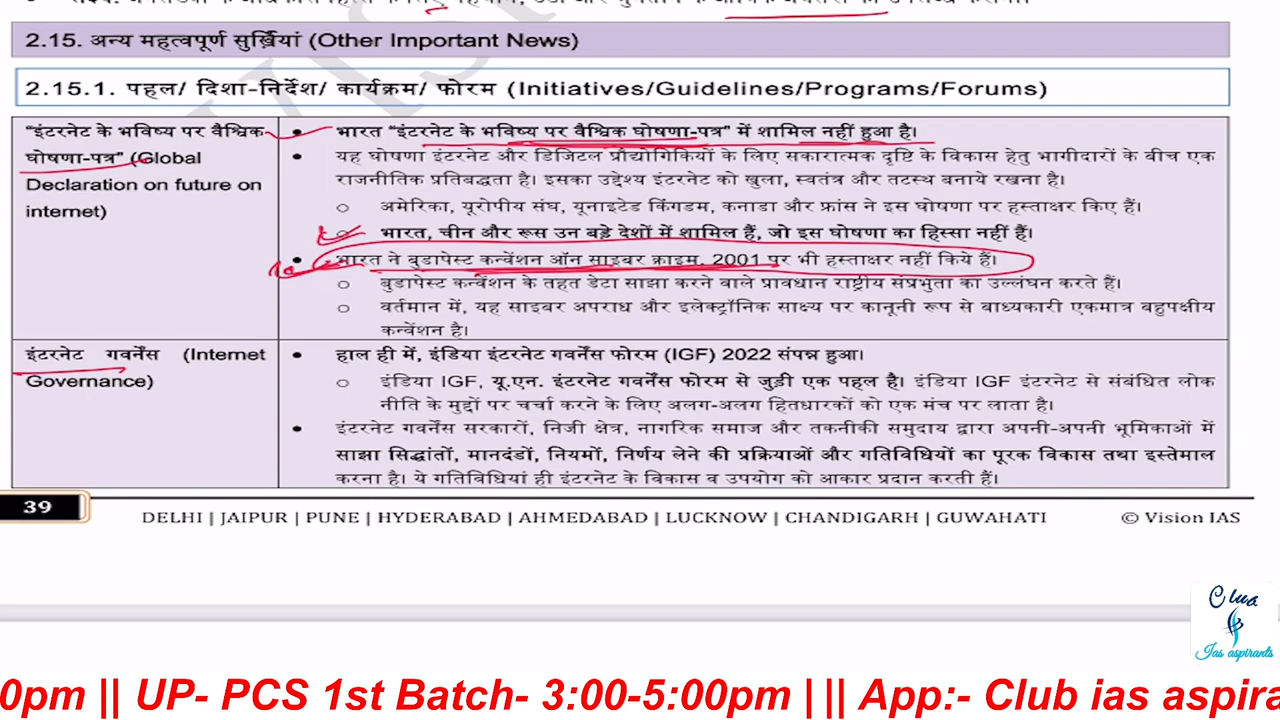 2.15. अन्य महत्वपूर्ण सुर्ख़ियां (Other Important News)
2.15.1. पहल/ दिशा-निर्देश/ कार्यक्रम/ फोरम (Initiatives/Guidelines/Programs/Forums)
"इंटरनेट के भविष्य पर वैश्विक
घोषणा-पत्र" (Global
Declaration on future on
internet)
• भारत "इंटरनेट के भविष्य पर वैश्विक घोषणा-पत्र" में शामिल नहीं हुआ है।
• यह घोषणा इंटरनेट और डिजिटल प्रौद्योगिकियों के लिए सकारात्मक दृष्टि के विकास हेतु भागीदारों के बीच एक
राजनीतिक प्रतिबद्धता है। इसका उद्देश्य इंटरनेट को खुला, स्वतंत्र और तटस्थ बनाये रखना है।
○ अमेरिका, यूरोपीय संघ, यूनाइटेड किंगडम, कनाडा और फ्रांस ने इस घोषणा पर हस्ताक्षर किए हैं।
○ भारत, चीन और रूस उन बड़े देशों में शामिल हैं, जो इस घोषणा का हिस्सा नहीं हैं।
• भारत ने बुडापेस्ट कन्वेंशन ऑन साइबर क्राइम, 2001 पर भी हस्ताक्षर नहीं किये हैं।
○ बुडापेस्ट कन्वेंशन के तहत डेटा साझा करने वाले प्रावधान राष्ट्रीय संप्रभुता का उल्लंघन करते हैं।
○ वर्तमान में, यह साइबर अपराध और इलेक्ट्रॉनिक साक्ष्य पर कानूनी रूप से बाध्यकारी एकमात्र बहुपक्षीय
कन्वेंशन है।
इंटरनेट गवर्नेंस (Internet
Governance)
• हाल ही में, इंडिया इंटरनेट गवर्नेंस फोरम (IGF) 2022 संपन्न हुआ।
○ इंडिया IGF, यू.एन. इंटरनेट गवर्नेंस फोरम से जुड़ी एक पहल है। इंडिया IGF इंटरनेट से संबंधित लोक
नीति के मुद्दों पर चर्चा करने के लिए अलग-अलग हितधारकों को एक मंच पर लाता है।
• इंटरनेट गवर्नेंस सरकारों, निजी क्षेत्र, नागरिक समाज और तकनीकी समुदाय द्वारा अपनी-अपनी भूमिकाओं में
साझा सिद्धांतों, मानदंडों, नियमों, निर्णय लेने की प्रक्रियाओं और गतिविधियों का पूरक विकास तथा इस्तेमाल
करना है। ये गतिविधियां ही इंटरनेट के विकास व उपयोग को आकार प्रदान करती हैं।
39
DELHI | JAIPUR | PUNE | HYDERABAD | AHMEDABAD | LUCKNOW | CHANDIGARH | GUWAHATI
© Vision IAS
Club
Ias aspirants
0pm || UP- PCS 1st Batch- 3:00-5:00pm | || App:- Club ias aspira